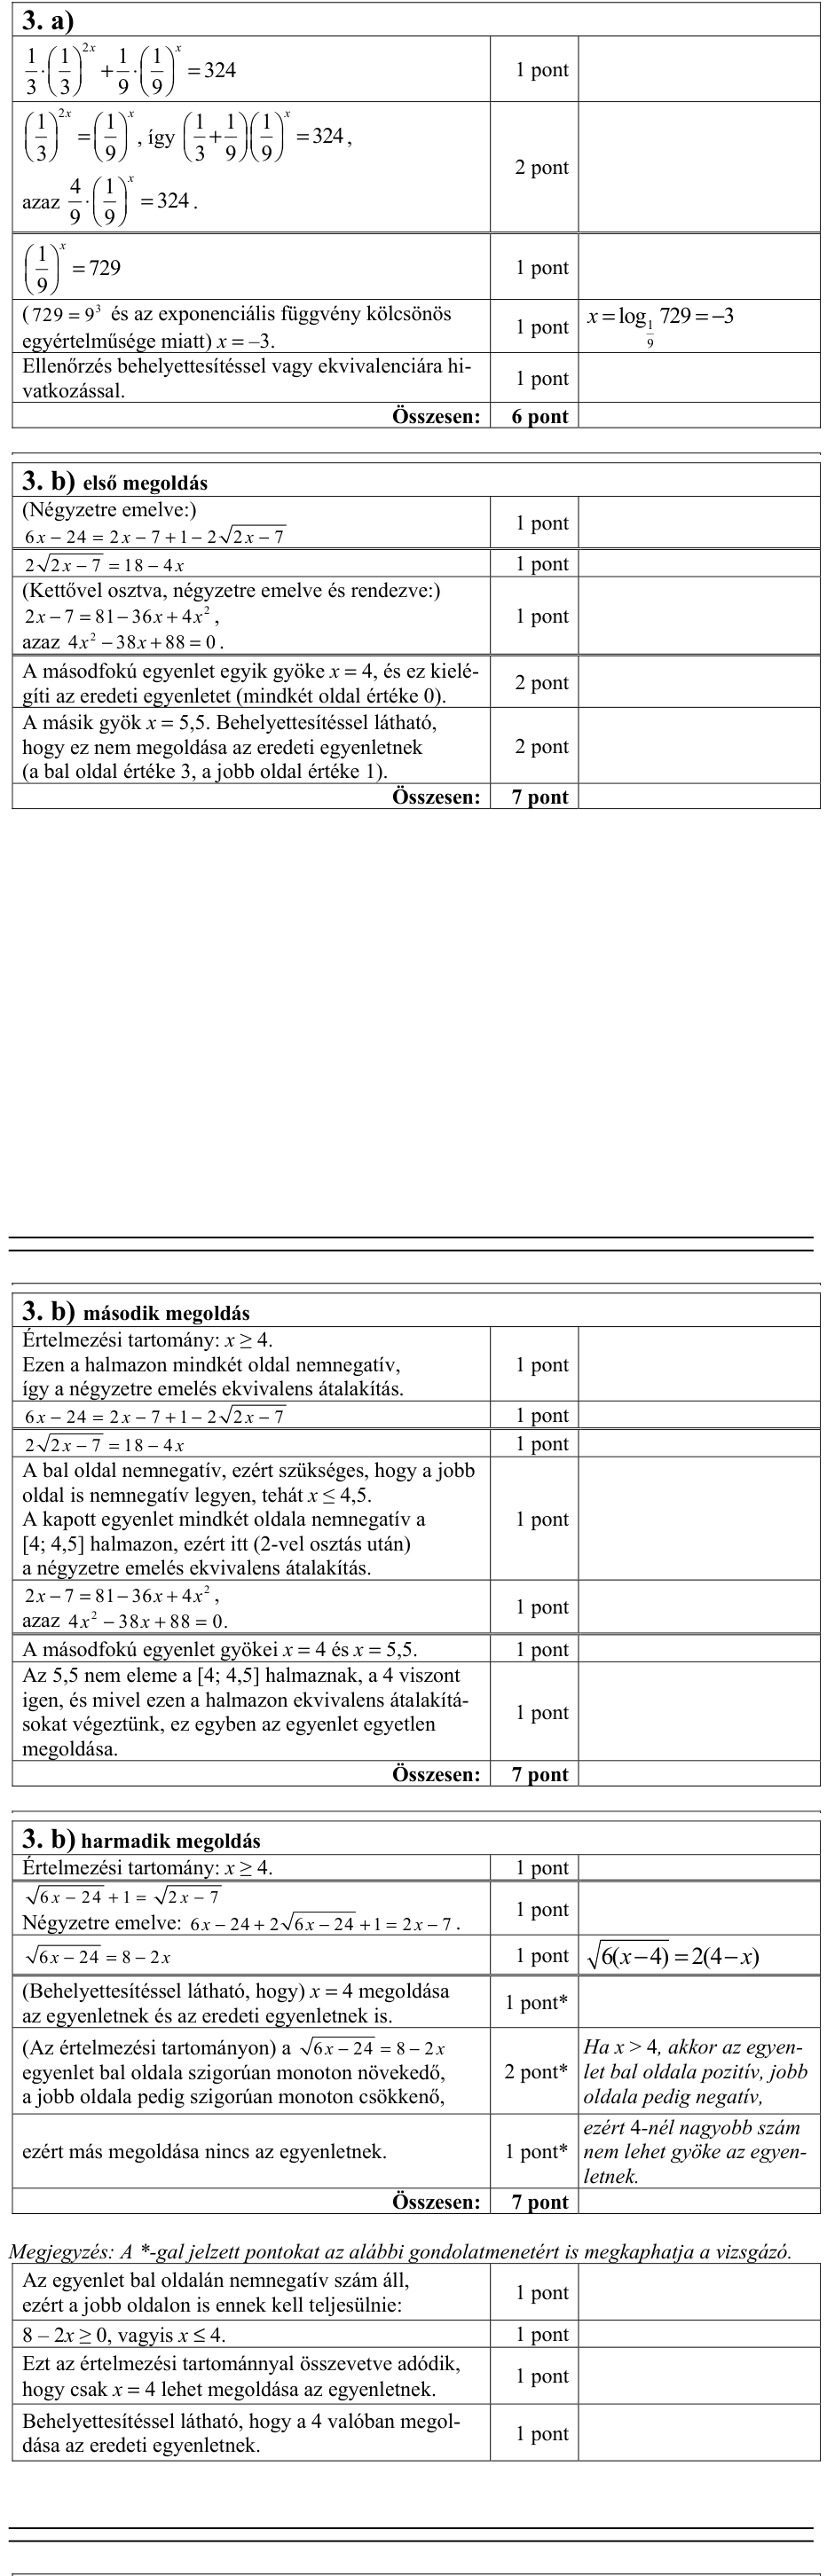 3. a)
1/3·(1/3)^{2x} + 1/9·(1/9)^x = 324
1 pont
(1/3)^{2x} = (1/9)^x, így (1/3 + 1/9)(1/9)^x = 324,
azaz 4/9·(1/9)^x = 324.
2 pont
(1/9)^x = 729
1 pont
(729 = 9³ és az exponenciális függvény kölcsönös
egyértelműsége miatt) x = –3.
1 pont
x = log_{1/9} 729 = −3
Ellenőrzés behelyettesítéssel vagy ekvivalenciára hi-
vatkozással.
1 pont
Összesen: 6 pont
3. b) első megoldás
(Négyzetre emelve:)
6x − 24 = 2x − 7 + 1 − 2√(2x − 7)
1 pont
2√(2x − 7) = 18 − 4x
1 pont
(Kettővel osztva, négyzetre emelve és rendezve:)
2x − 7 = 81 − 36x + 4x²,
azaz 4x² − 38x + 88 = 0.
1 pont
A másodfokú egyenlet egyik gyöke x = 4, és ez kielé-
gíti az eredeti egyenletet (mindkét oldal értéke 0).
2 pont
A másik gyök x = 5,5. Behelyettesítéssel látható,
hogy ez nem megoldása az eredeti egyenletnek
(a bal oldal értéke 3, a jobb oldal értéke 1).
2 pont
Összesen: 7 pont
3. b) második megoldás
Értelmezési tartomány: x ≥ 4.
Ezen a halmazon mindkét oldal nemnegatív,
így a négyzetre emelés ekvivalens átalakítás.
1 pont
6x − 24 = 2x − 7 + 1 − 2√(2x − 7)
1 pont
2√(2x − 7) = 18 − 4x
1 pont
A bal oldal nemnegatív, ezért szükséges, hogy a jobb
oldal is nemnegatív legyen, tehát x ≤ 4,5.
A kapott egyenlet mindkét oldala nemnegatív a
[4; 4,5] halmazon, ezért itt (2-vel osztás után)
a négyzetre emelés ekvivalens átalakítás.
1 pont
2x − 7 = 81 − 36x + 4x²,
azaz 4x² − 38x + 88 = 0.
1 pont
A másodfokú egyenlet gyökei x = 4 és x = 5,5.
1 pont
Az 5,5 nem eleme a [4; 4,5] halmaznak, a 4 viszont
igen, és mivel ezen a halmazon ekvivalens átalakítá-
sokat végeztünk, ez egyben az egyenlet egyetlen
megoldása.
1 pont
Összesen: 7 pont
3. b) harmadik megoldás
Értelmezési tartomány: x ≥ 4.
1 pont
√(6x − 24) + 1 = √(2x − 7)
Négyzetre emelve: 6x − 24 + 2√(6x − 24) + 1 = 2x − 7.
1 pont
√(6x − 24) = 8 − 2x
1 pont
√(6(x−4)) = 2(4−x)
(Behelyettesítéssel látható, hogy) x = 4 megoldása
az egyenletnek és az eredeti egyenletnek is.
1 pont*
(Az értelmezési tartományon) a √(6x − 24) = 8 − 2x
egyenlet bal oldala szigorúan monoton növekedő,
a jobb oldala pedig szigorúan monoton csökkenő,
2 pont*
Ha x > 4, akkor az egyen-
let bal oldala pozitív, jobb
oldala pedig negatív,
ezért más megoldása nincs az egyenletnek.
1 pont*
ezért 4-nél nagyobb szám
nem lehet gyöke az egyen-
letnek.
Összesen: 7 pont
Megjegyzés: A *-gal jelzett pontokat az alábbi gondolatmenetért is megkaphatja a vizsgázó.
Az egyenlet bal oldalán nemnegatív szám áll,
ezért a jobb oldalon is ennek kell teljesülnie:
1 pont
8 – 2x ≥ 0, vagyis x ≤ 4.
1 pont
Ezt az értelmezési tartománnyal összevetve adódik,
hogy csak x = 4 lehet megoldása az egyenletnek.
1 pont
Behelyettesítéssel látható, hogy a 4 valóban megol-
dása az eredeti egyenletnek.
1 pont